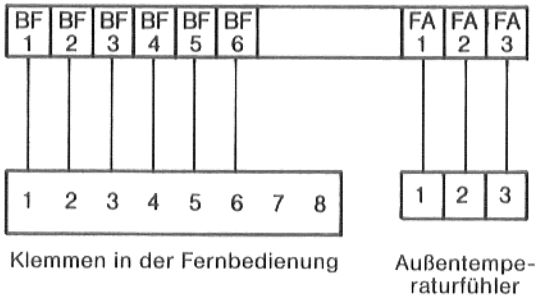 BF BF BF BF BF BF FA FA FA
1 2 3 4 5 6 1 2 3
1 2 3 4 5 6 7 8 1 2 3
Klemmen in der Fernbedienung
Außentempe-
raturfühler